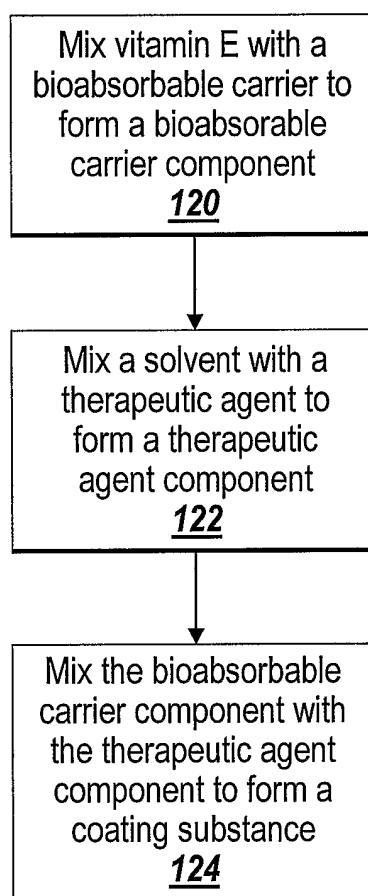 Mix vitamin E with a
bioabsorbable carrier to
form a bioabsorable
carrier component
120
Mix a solvent with a
therapeutic agent to
form a therapeutic
agent component
122
Mix the bioabsorbable
carrier component with
the therapeutic agent
component to form a
coating substance
124